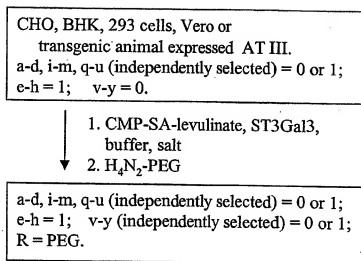 CHO, BHK, 293 cells, Vero or
transgenic animal expressed AT III.
a-d, i-m, q-u (independently selected) = 0 or 1;
e-h = 1; v-y = 0.
1. CMP-SA-levulinate, ST3Gal3,
buffer, salt
2. H₄N₂-PEG
a-d, i-m, q-u (independently selected) = 0 or 1;
e-h = 1; v-y (independently selected) = 0 or 1;
R = PEG.